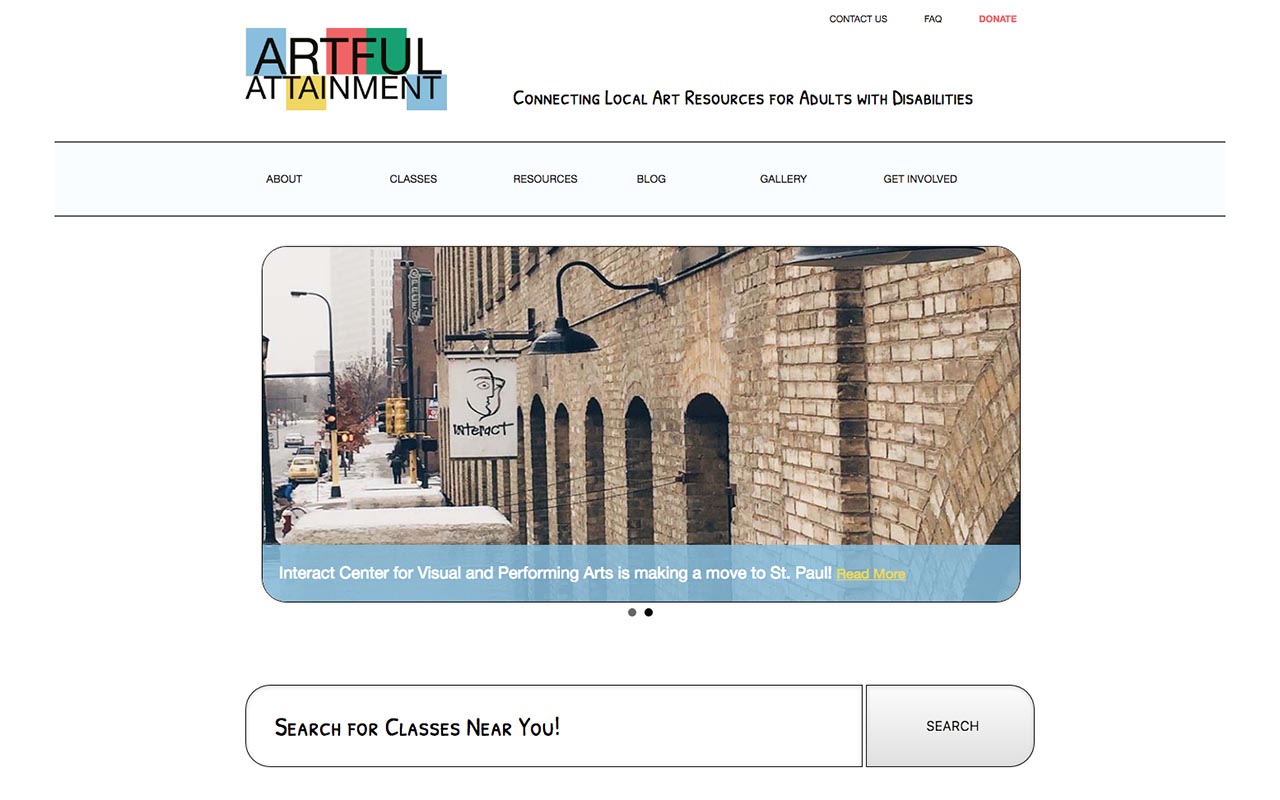 CONTACT US FAQ DONATE
ARTFUL
ATTAINMENT
Connecting Local Art Resources for Adults with Disabilities
ABOUT CLASSES RESOURCES BLOG GALLERY GET INVOLVED
interact
Interact Center for Visual and Performing Arts is making a move to St. Paul! Read More
Search for Classes Near You!
SEARCH